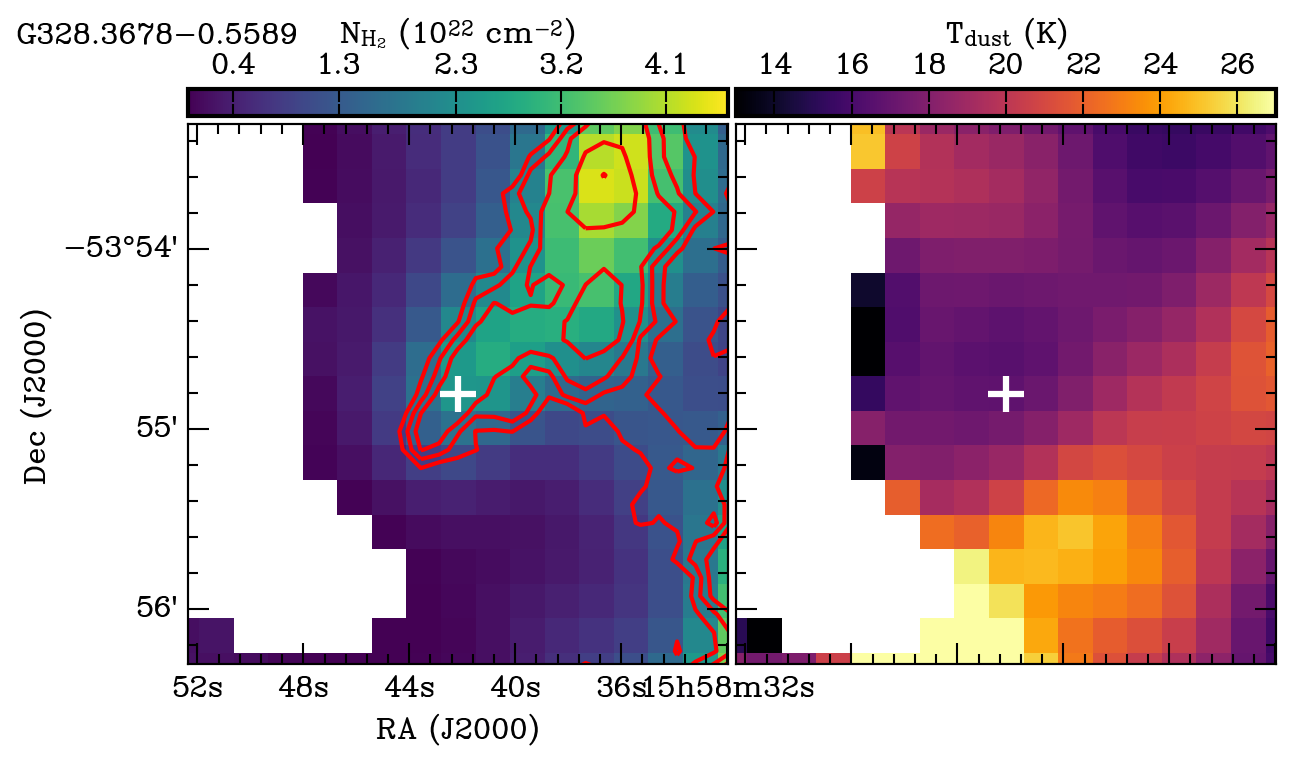 G328.3678−0.5589 N_H₂ (10²² cm⁻²) T_dust (K)
0.4 1.3 2.3 3.2 4.1 14 16 18 20 22 24 26
−53°54'
55'
56'
Dec (J2000)
52s 48s 44s 40s 36s 15h58m32s
RA (J2000)